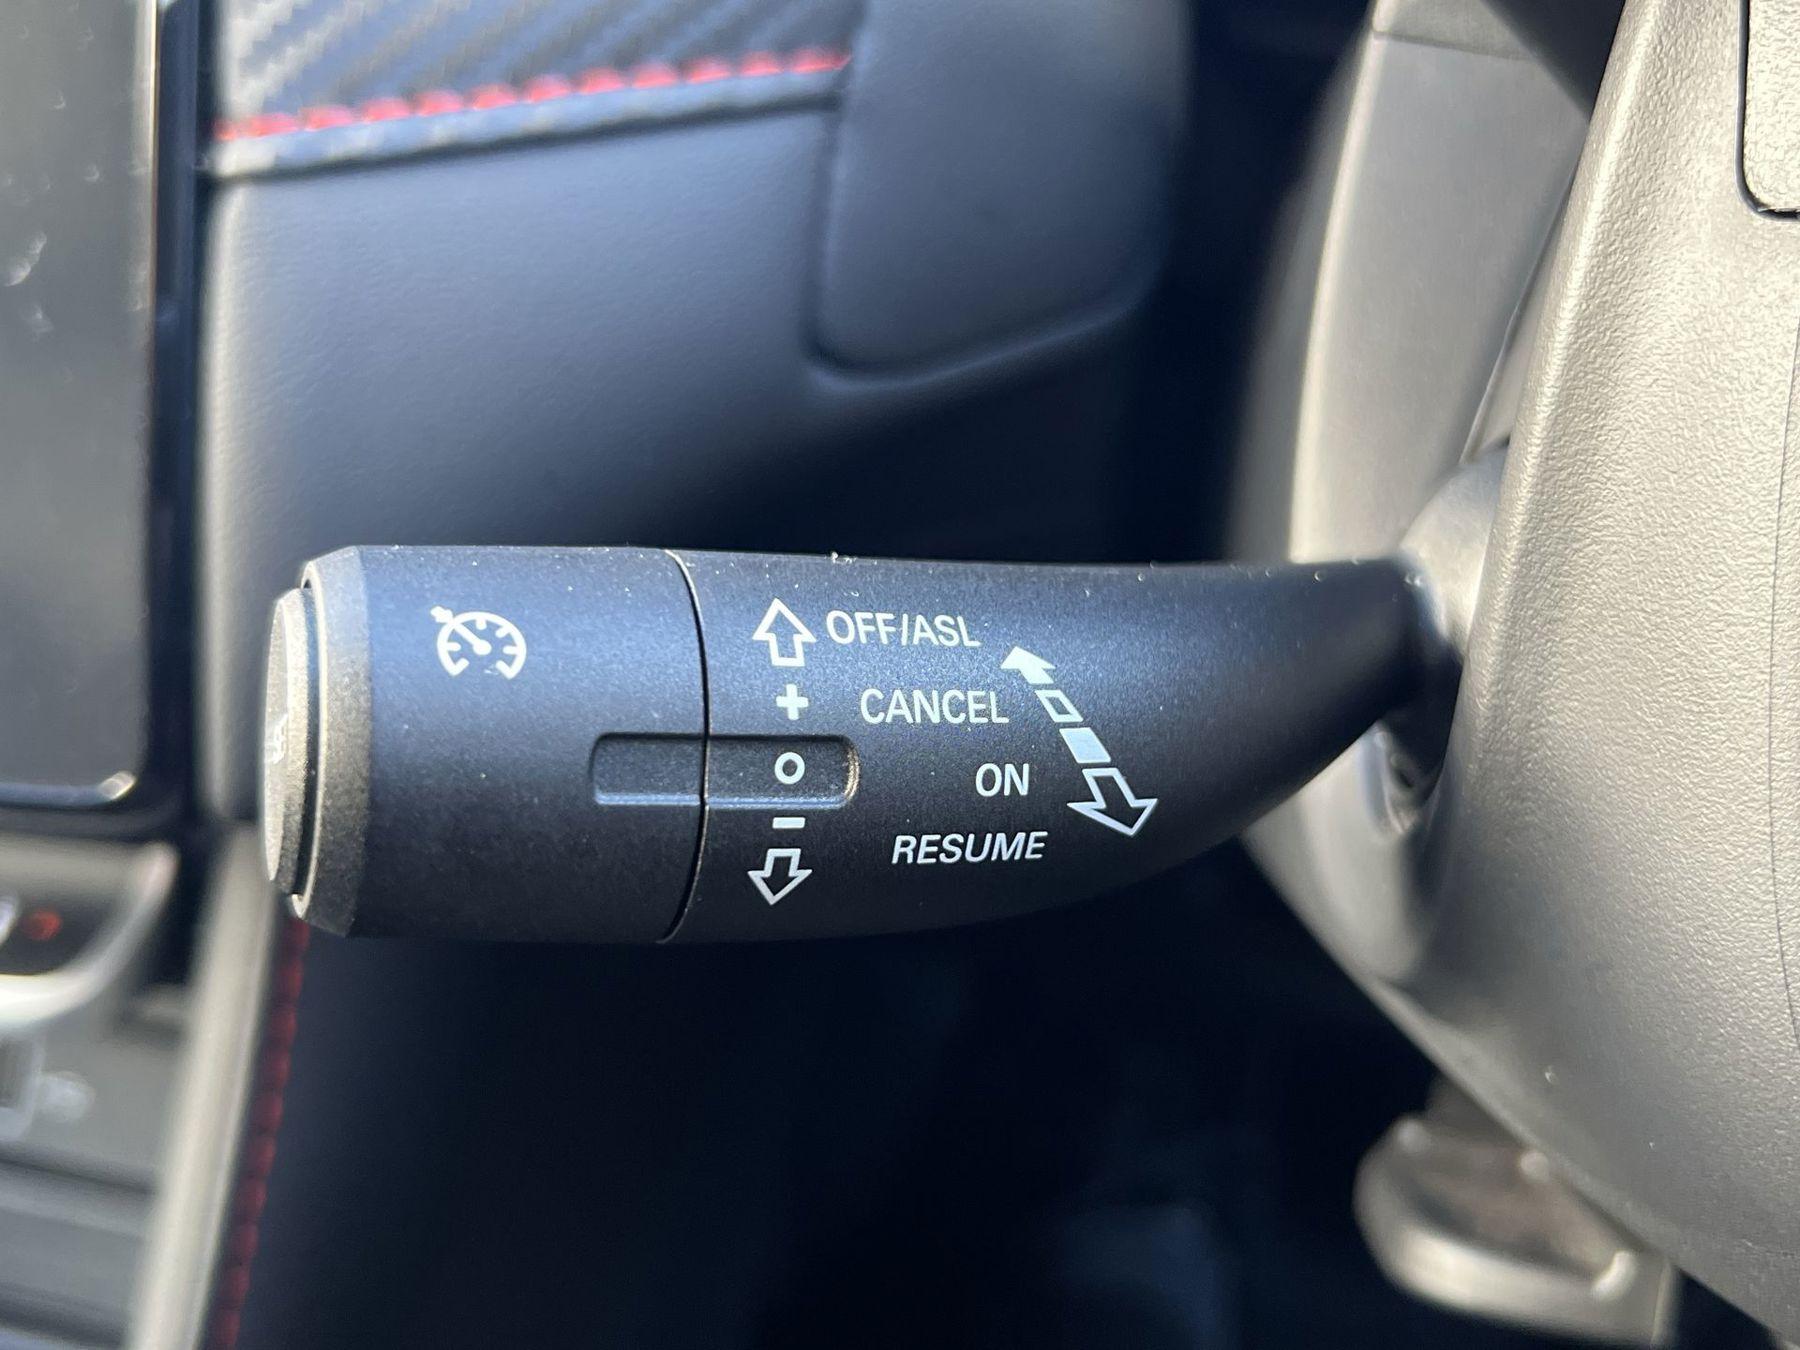 OFF/ASL
+ CANCEL
O ON
- RESUME